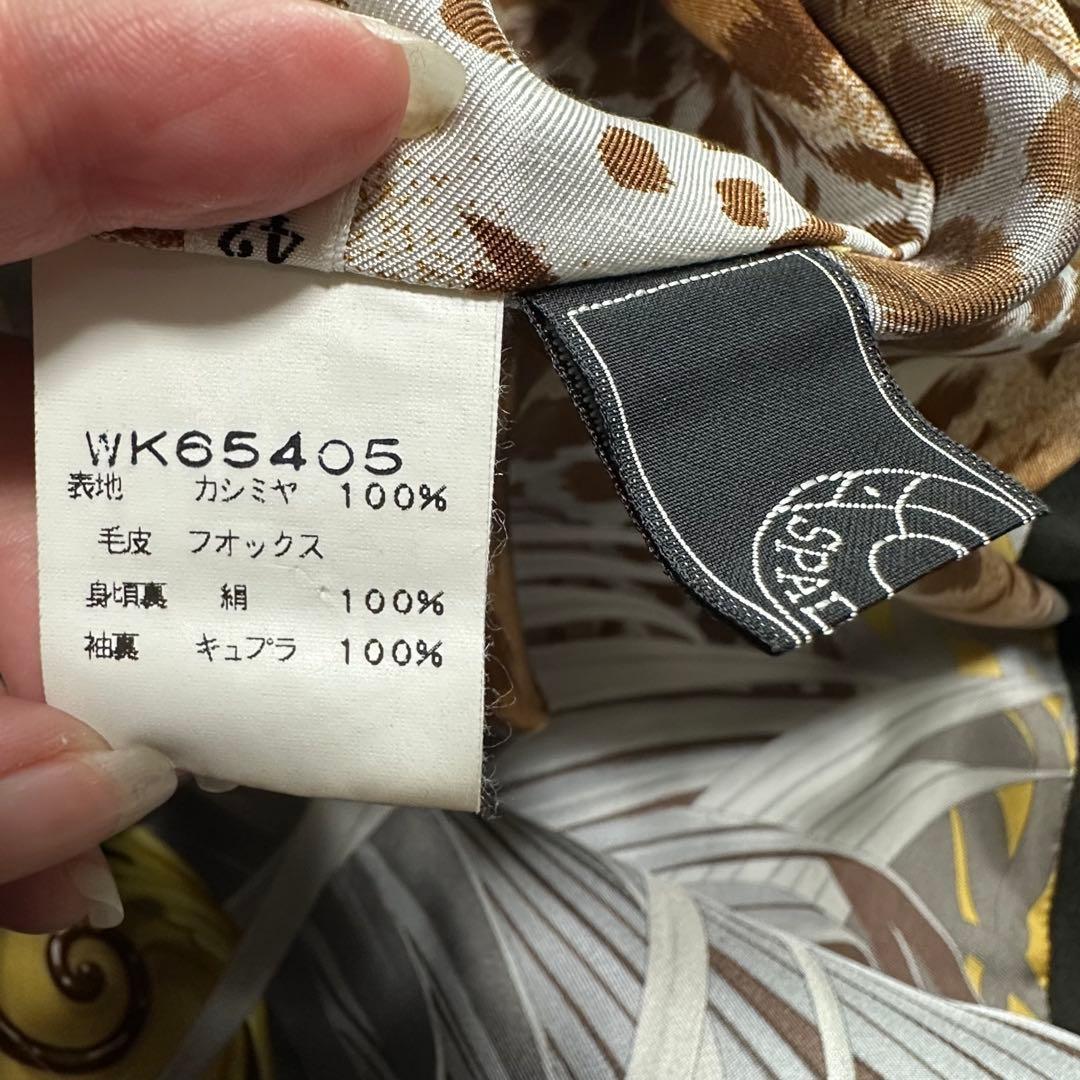 42
WK65405
表地 カシミヤ 100%
毛皮 フオックス
身頃裏 絹 100%
袖裏 キュプラ 100%